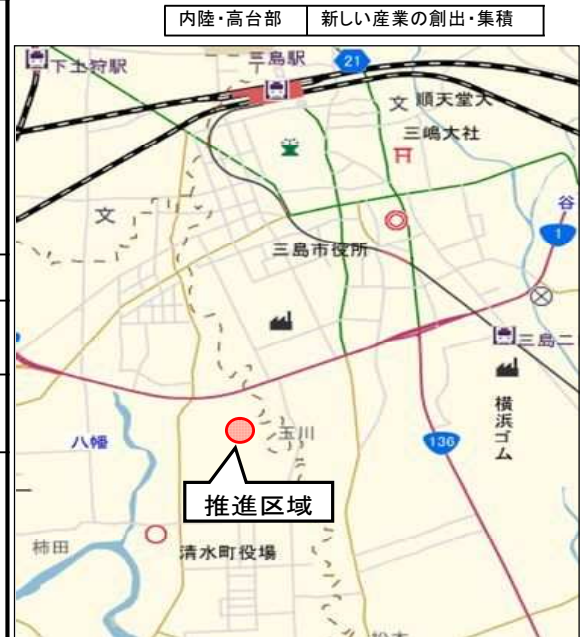 内陸・高台部 新しい産業の創出・集積
下土狩駅
三島駅
21
文 順天堂大
三嶋大社
文
谷
1
三島市役所
三島二
横浜ゴム
八幡
玉川
136
推進区域
柿田
清水町役場